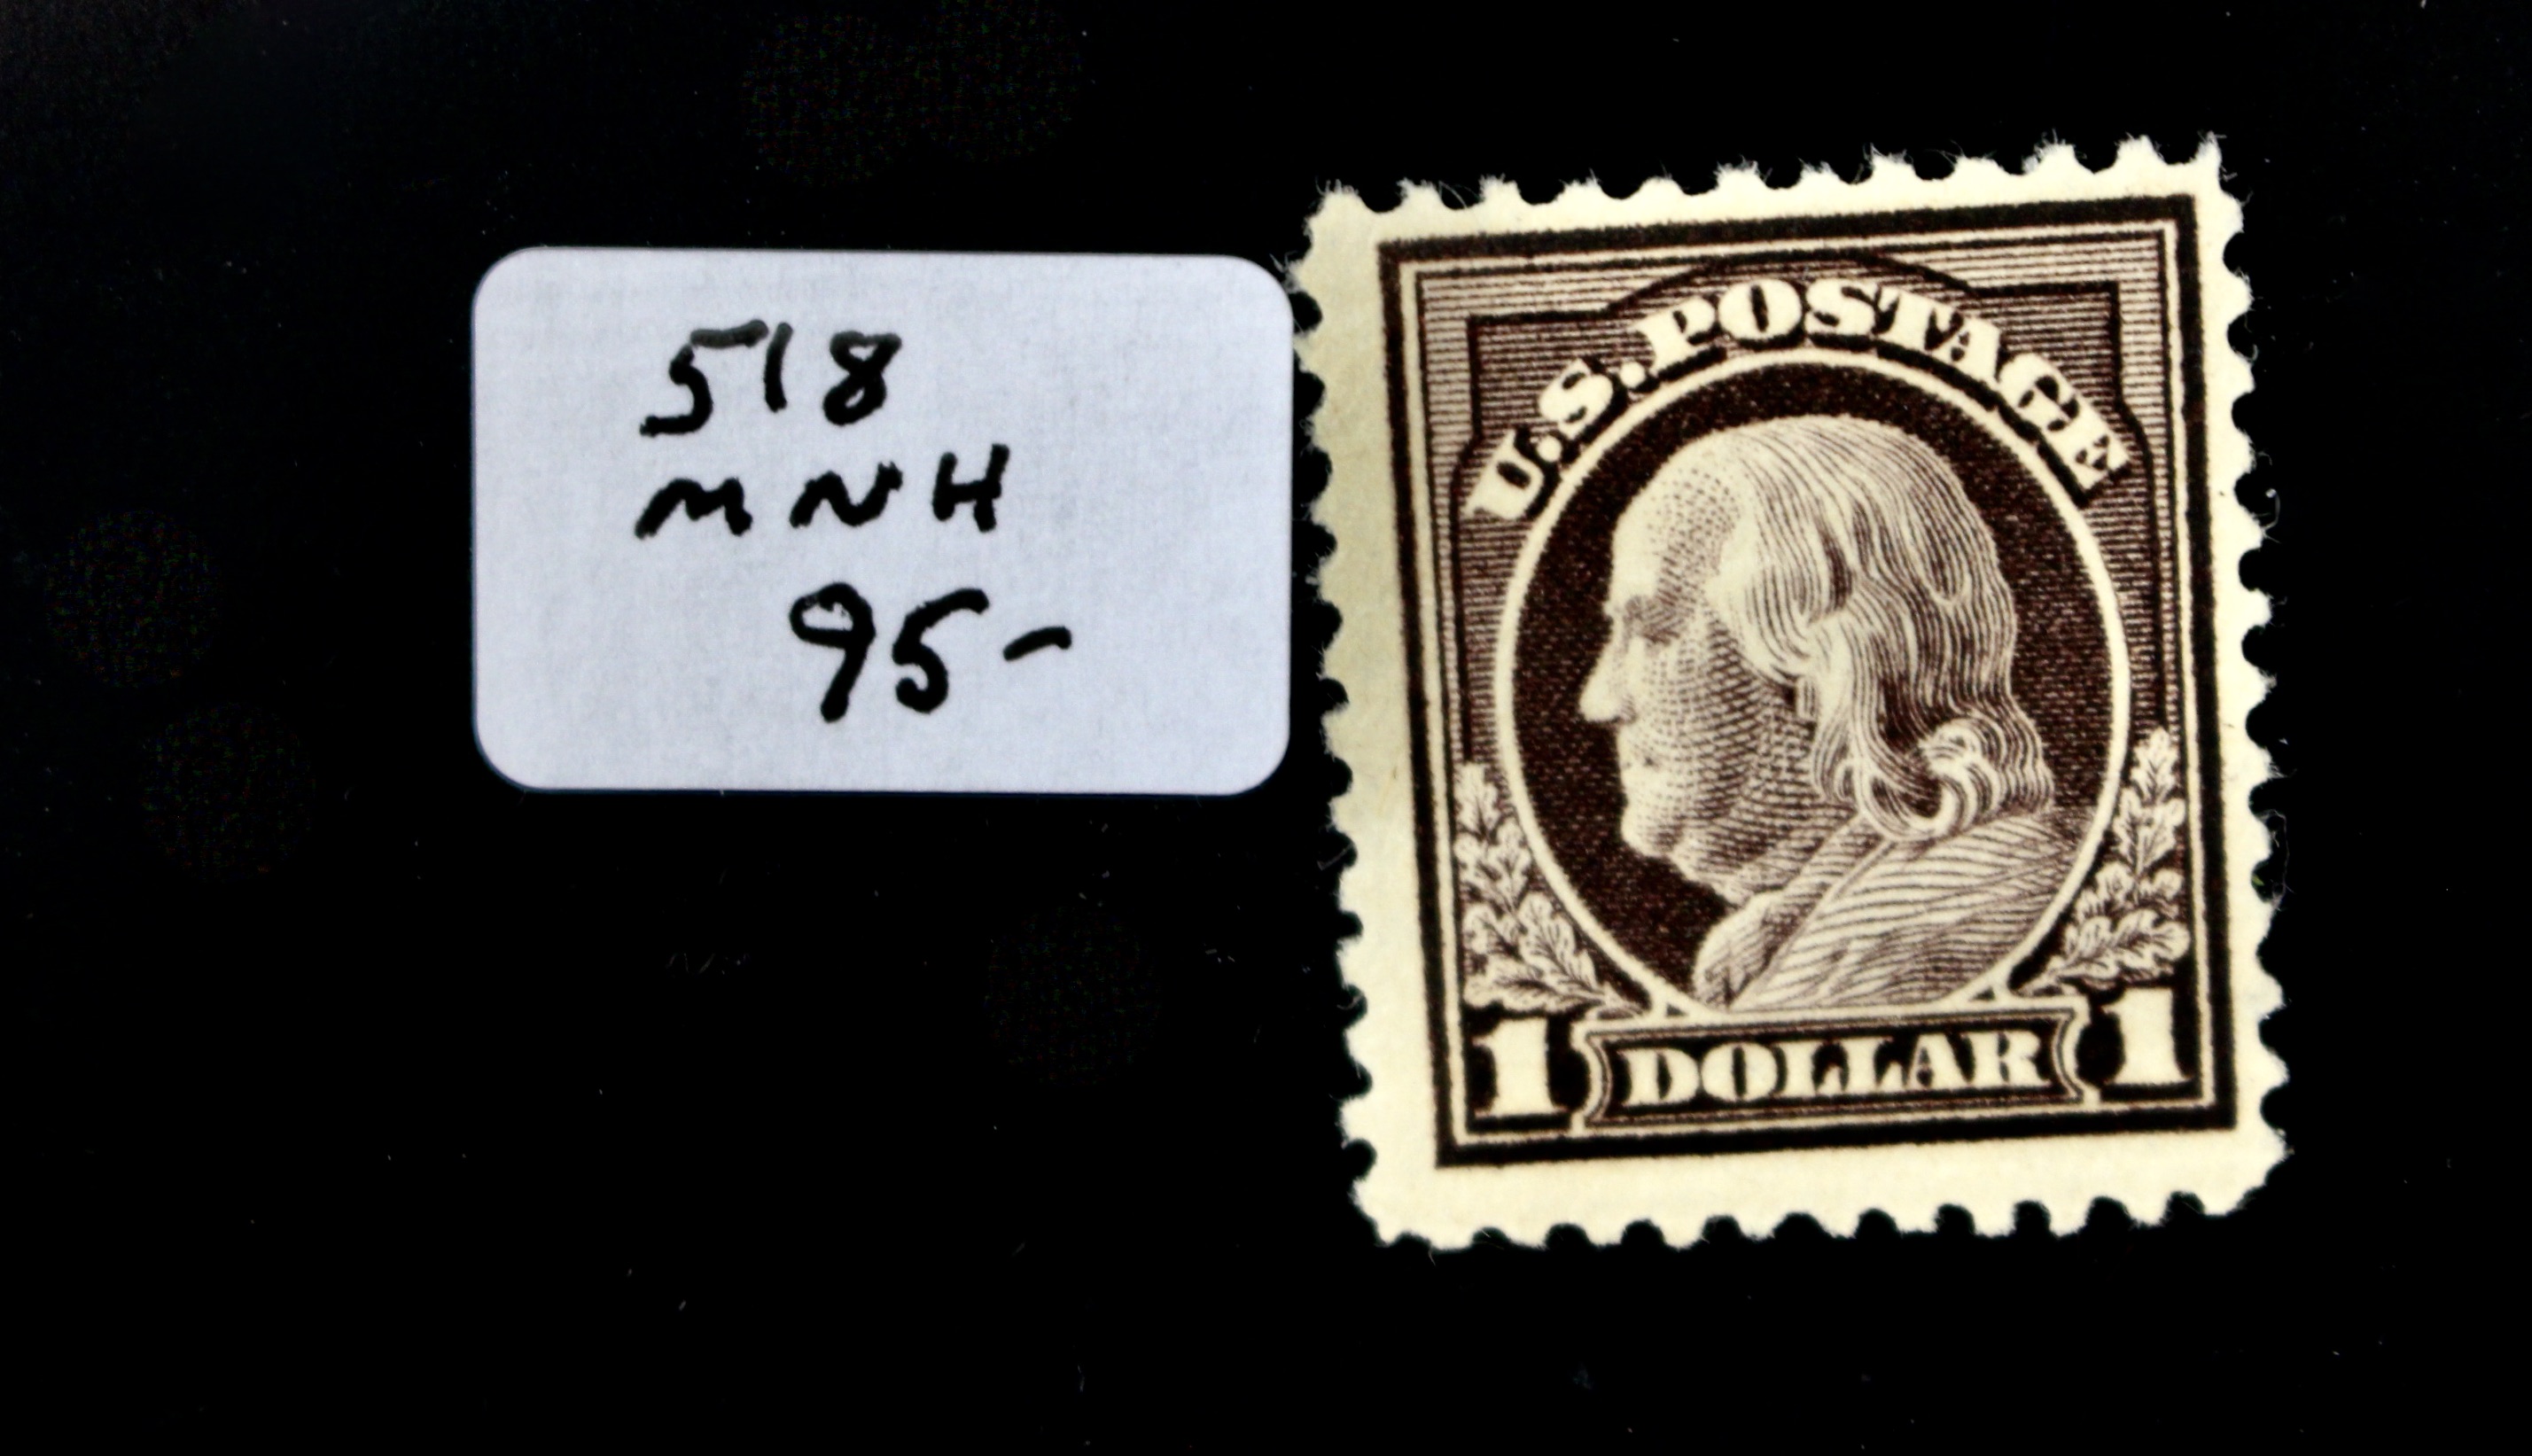 518
MNH
95-
U.S. POSTAGE
1 DOLLAR 1